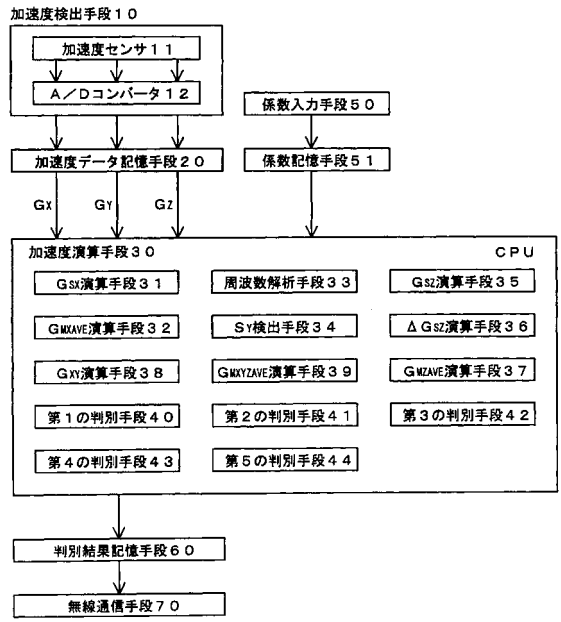 加速度検出手段10
加速度センサ11
A/Dコンバータ12
係数入力手段50
加速度データ記憶手段20
係数記憶手段51
GX GY GZ
加速度演算手段30 CPU
GSX演算手段31 周波数解析手段33 GSZ演算手段35
GMXAVE演算手段32 SY検出手段34 ΔGSZ演算手段36
GXY演算手段38 GMXYZAVE演算手段39 GMZAVE演算手段37
第1の判別手段40 第2の判別手段41 第3の判別手段42
第4の判別手段43 第5の判別手段44
判別結果記憶手段60
無線通信手段70